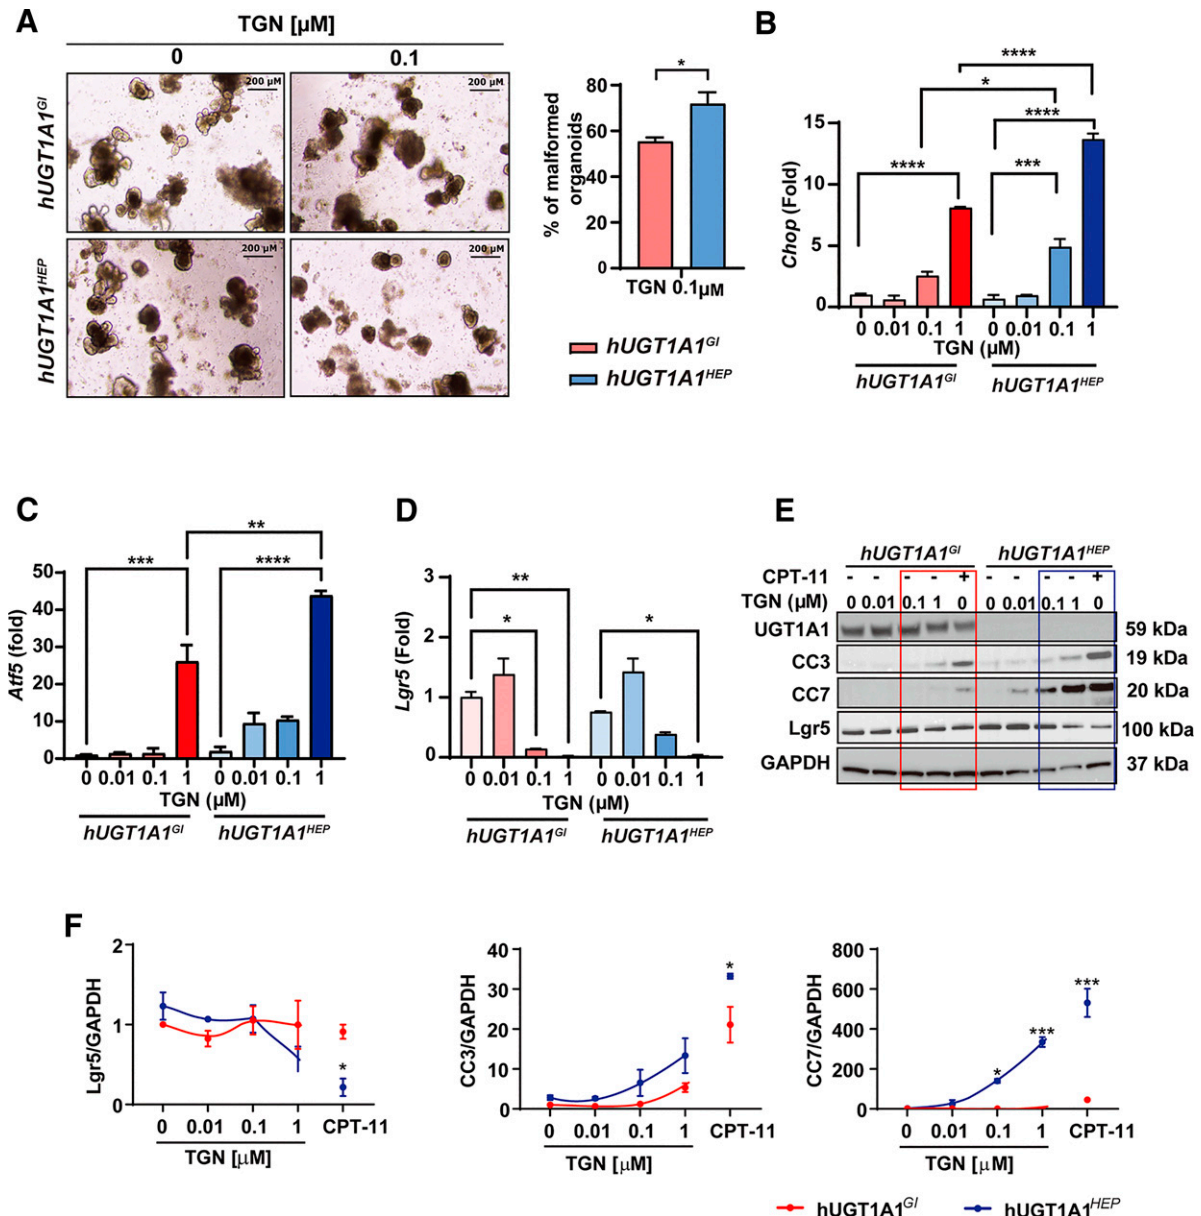 A
TGN [µM]
0
0.1
hUGT1A1GI
hUGT1A1HEP
200 µM
200 µM
200 µM
200 µM
% of malformed
organoids
80
60
40
20
0
*
TGN 0.1µM
hUGT1A1GI
hUGT1A1HEP
B
Chop (Fold)
15
10
5
0
****
*
****
****
***
0 0.01 0.1 1 0 0.01 0.1 1
TGN (µM)
hUGT1A1GI hUGT1A1HEP
C
Atf5 (fold)
50
40
30
20
10
0
**
***
****
0 0.01 0.1 1 0 0.01 0.1 1
TGN (µM)
hUGT1A1GI hUGT1A1HEP
D
Lgr5 (Fold)
3
2
1
0
**
*
*
0 0.01 0.1 1 0 0.01 0.1 1
TGN (µM)
hUGT1A1GI hUGT1A1HEP
E
hUGT1A1GI hUGT1A1HEP
CPT-11 - - - - + - - - - +
TGN (µM) 0 0.01 0.1 1 0 0 0.01 0.1 1 0
UGT1A1 59 kDa
CC3 19 kDa
CC7 20 kDa
Lgr5 100 kDa
GAPDH 37 kDa
F
Lgr5/GAPDH
2
1
0
*
0 0.01 0.1 1 CPT-11
TGN [µM]
CC3/GAPDH
40
30
20
10
0
*
0 0.01 0.1 1 CPT-11
TGN [µM]
CC7/GAPDH
800
600
400
200
0
*
***
***
0 0.01 0.1 1 CPT-11
TGN [µM]
hUGT1A1GI hUGT1A1HEP